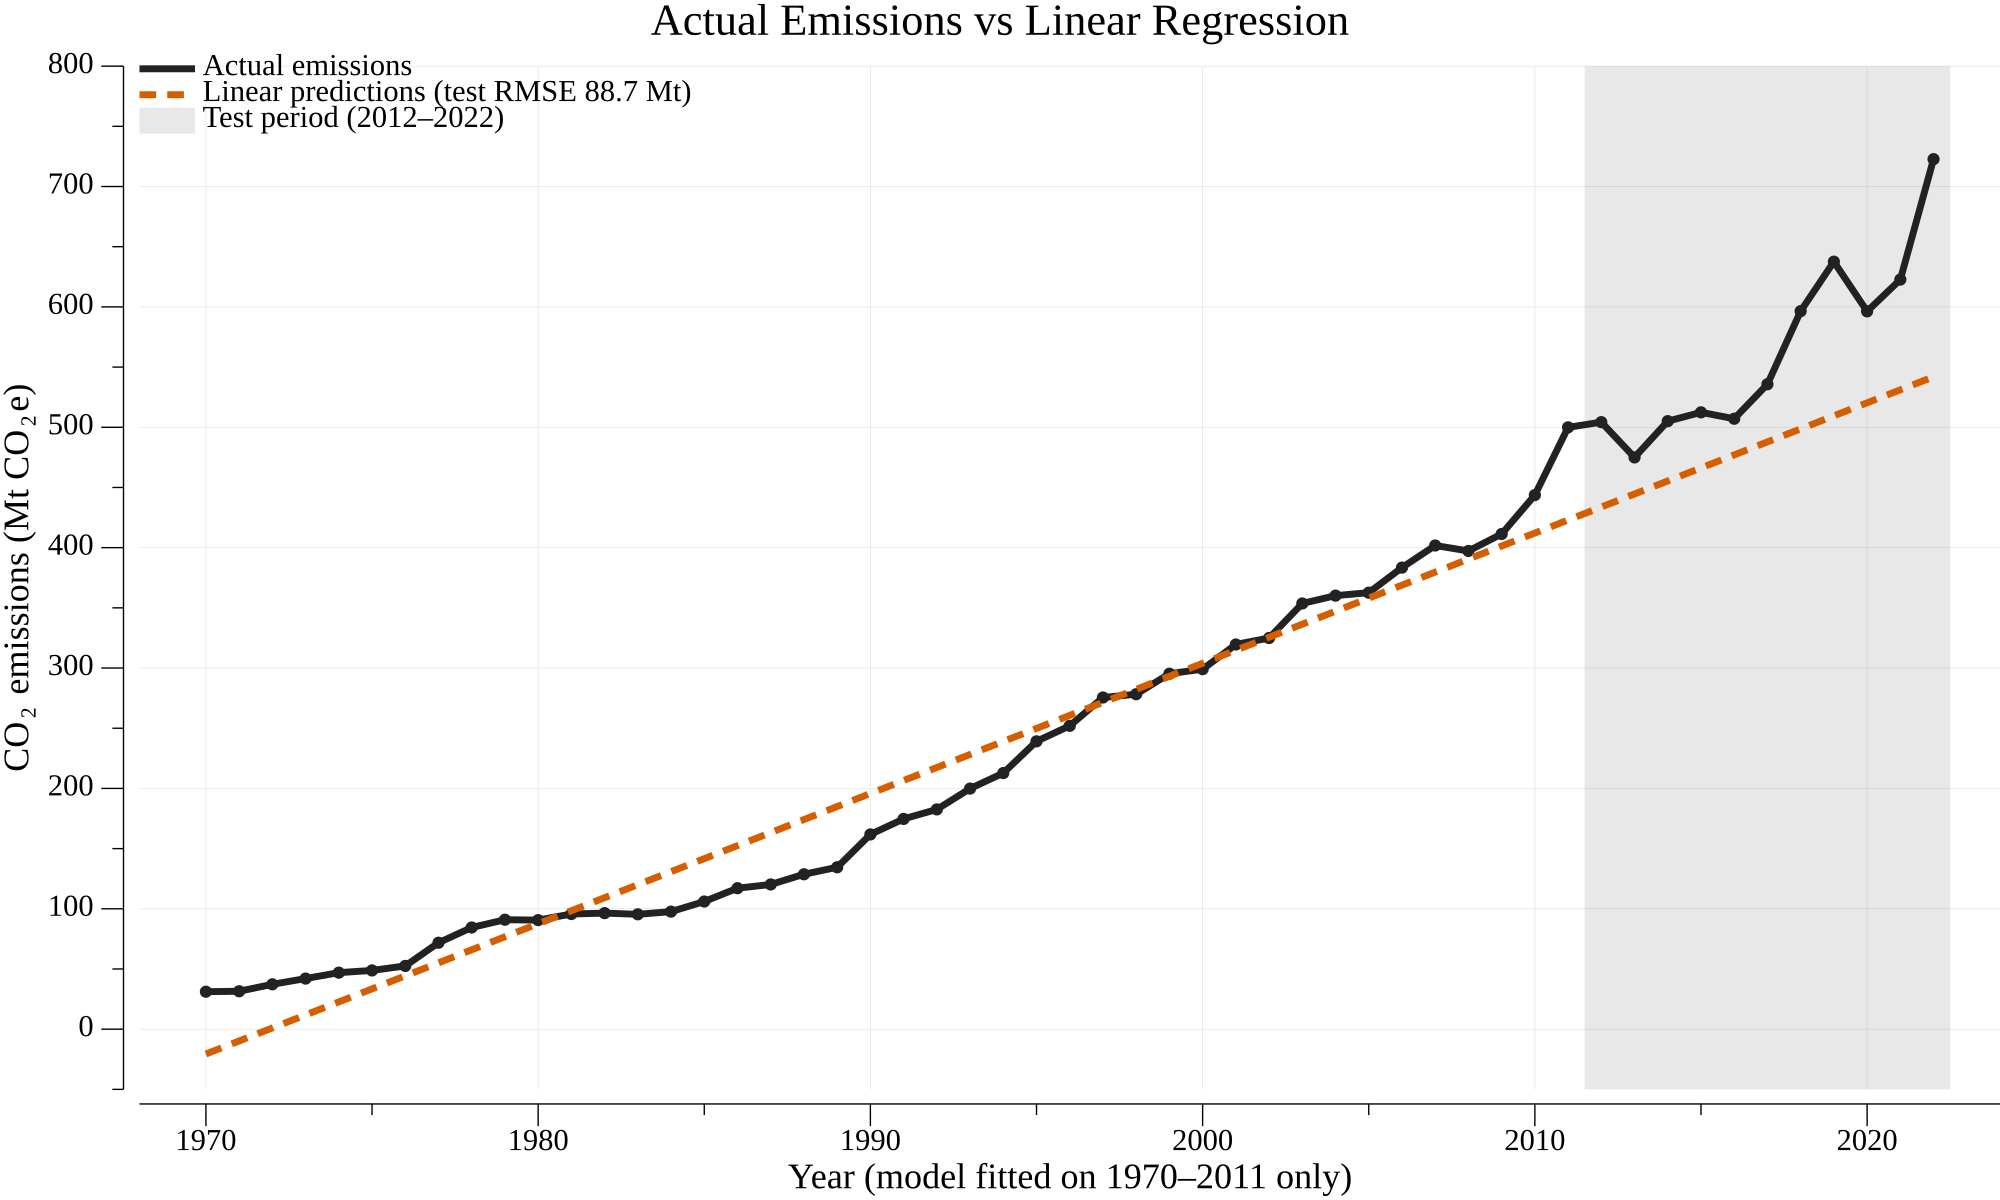 Actual Emissions vs Linear Regression
Actual emissions
Linear predictions (test RMSE 88.7 Mt)
Test period (2012–2022)
CO₂ emissions (Mt CO₂e)
800
700
600
500
400
300
200
100
0
1970
1980
1990
2000
2010
2020
Year (model fitted on 1970–2011 only)